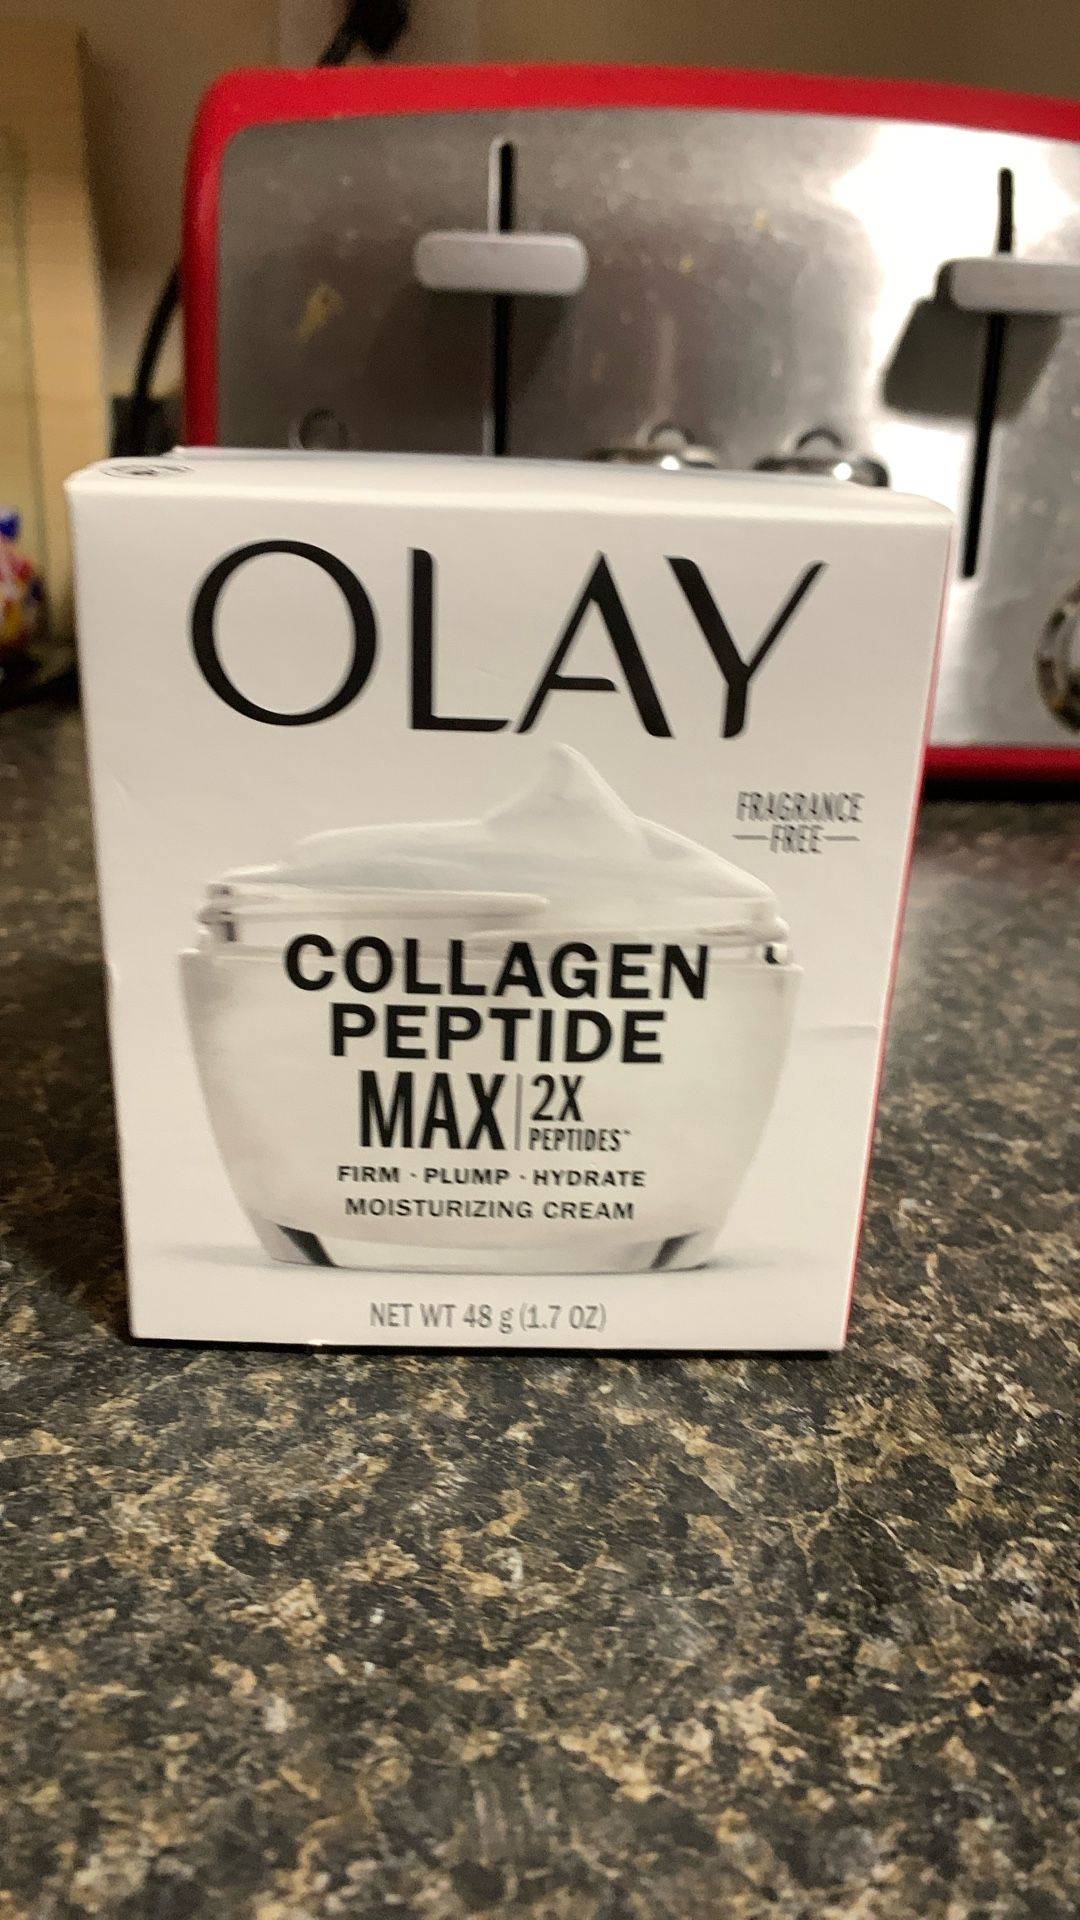 OLAY
FRAGRANCE
FREE
COLLAGEN
PEPTIDE
MAX 2X
PEPTIDES
FIRM · PLUMP · HYDRATE
MOISTURIZING CREAM
NET WT 48 g (1.7 OZ)